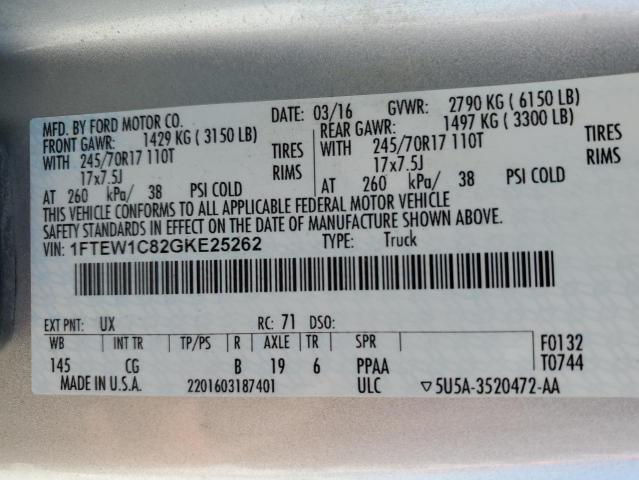 MFD. BY FORD MOTOR CO. DATE: 03/16 GVWR: 2790 KG ( 6150 LB)
FRONT GAWR: 1429 KG ( 3150 LB) REAR GAWR: 1497 KG ( 3300 LB)
WITH 245/70R17 110T TIRES WITH 245/70R17 110T TIRES
17x7.5J RIMS 17x7.5J RIMS
AT 260 kPa/ 38 PSI COLD AT 260 kPa/ 38 PSI COLD
THIS VEHICLE CONFORMS TO ALL APPLICABLE FEDERAL MOTOR VEHICLE
SAFETY STANDARDS IN EFFECT ON THE DATE OF MANUFACTURE SHOWN ABOVE.
VIN: 1FTEW1C82GKE25262 TYPE: Truck
EXT PNT: UX RC: 71 DSO:
WB INT TR TP/PS R AXLE TR SPR F0132
145 CG B 19 6 PPAA T0744
MADE IN U.S.A. 2201603187401 ULC ▽5U5A-3520472-AA